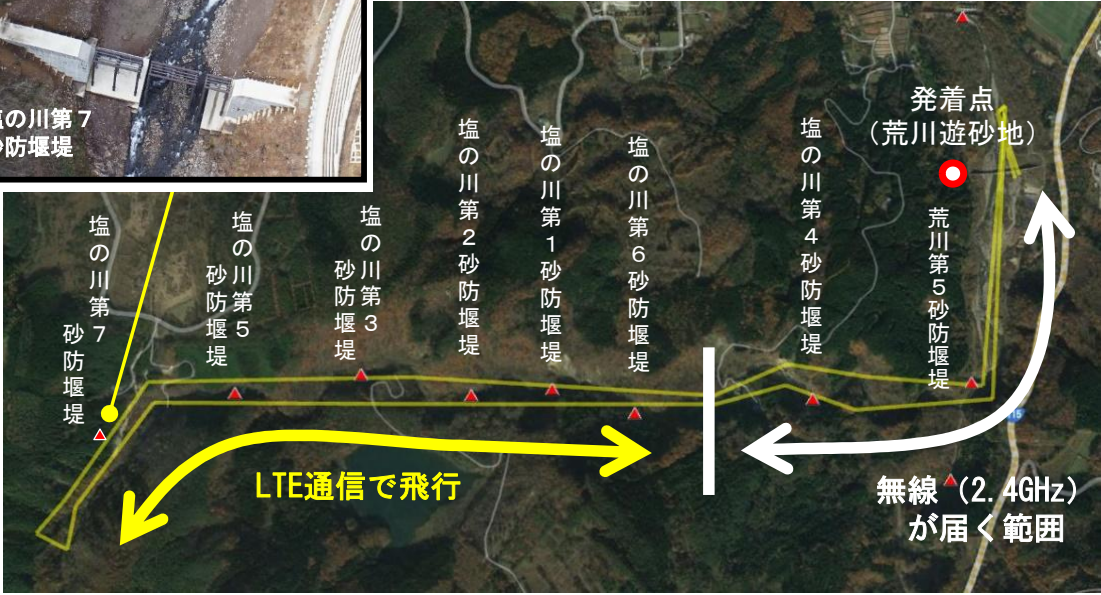 の川第７
砂防堰堤
発着点
（荒川遊砂地）
塩の川第７
砂防堰堤
塩の川第５
砂防堰堤
塩の川第３
砂防堰堤
塩の川第２砂防堰堤
塩の川第１砂防堰堤
塩の川第６砂防堰堤
塩の川第４砂防堰堤
荒川第５砂防堰堤
LTE通信で飛行
無線（2.4GHz）
が届く範囲